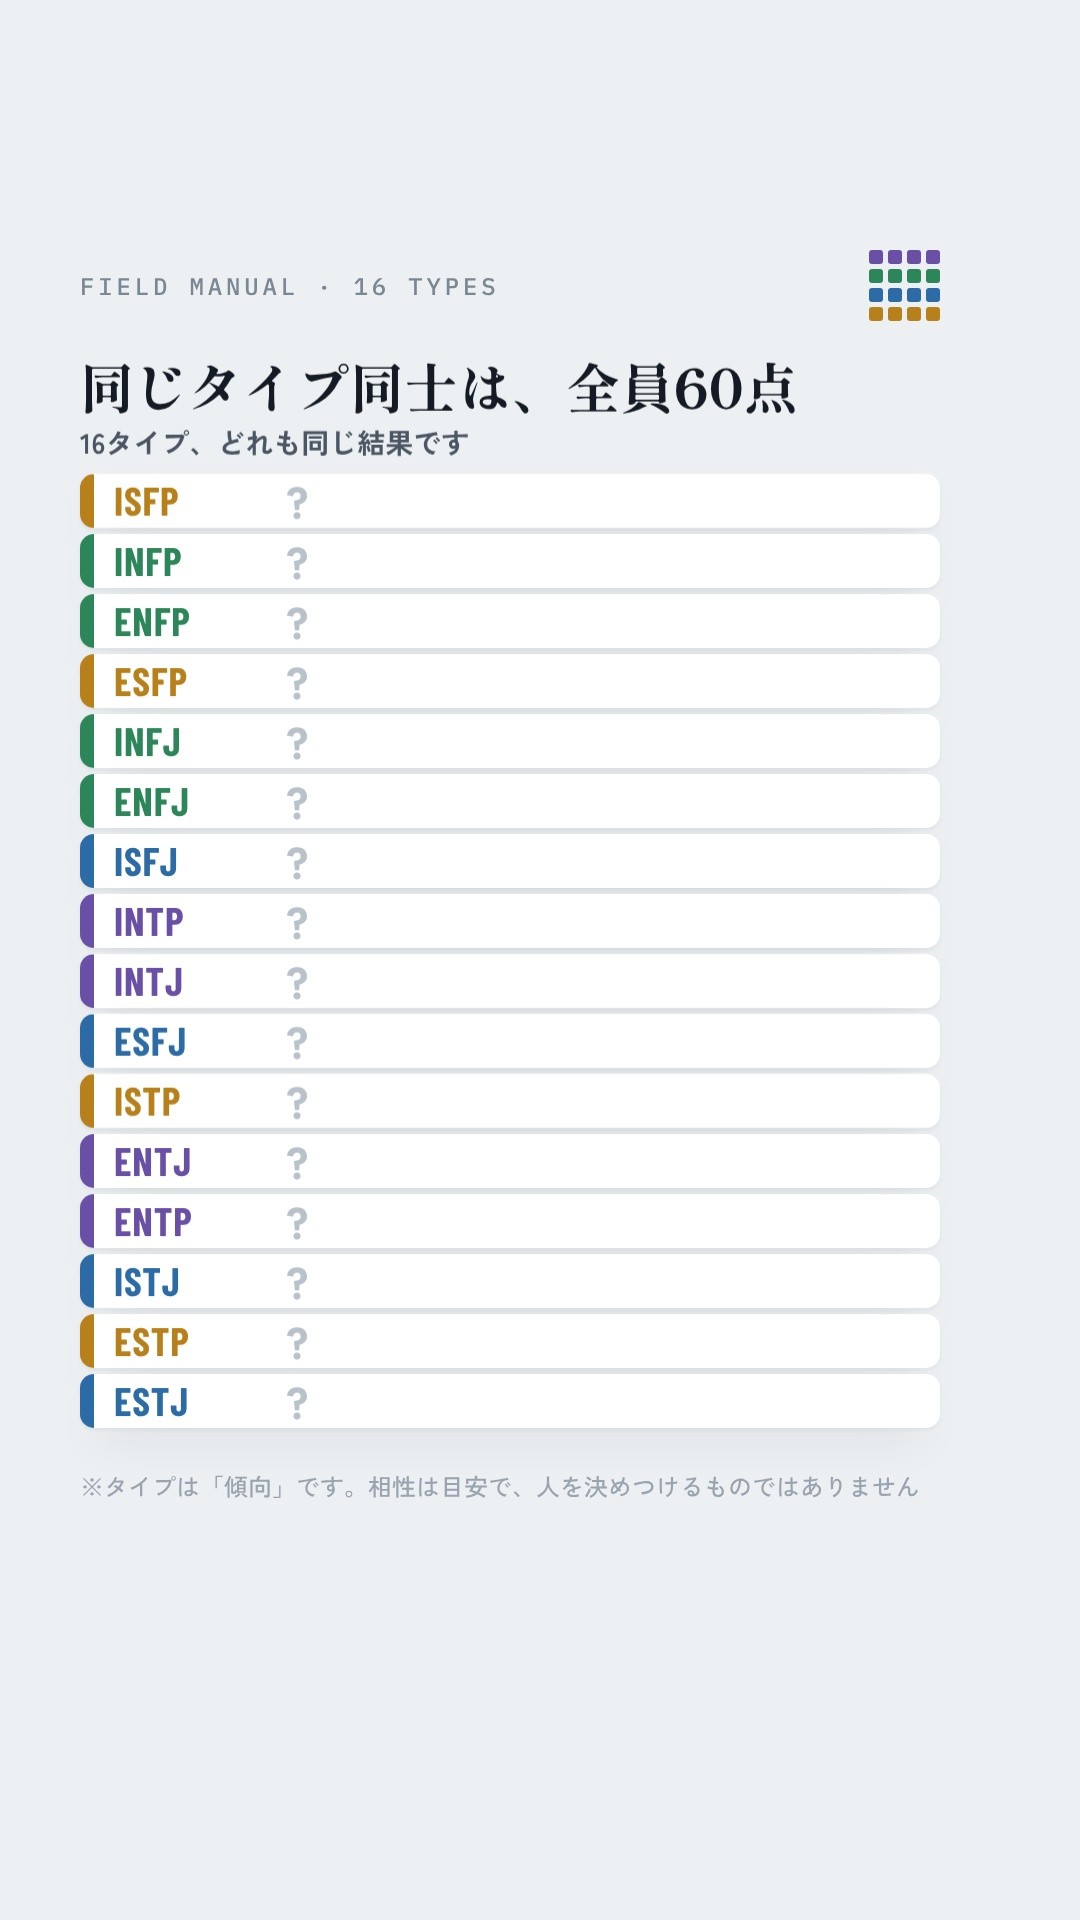 FIELD MANUAL · 16 TYPES
同じタイプ同士は、全員60点
16タイプ、どれも同じ結果です
ISFP ?
INFP ?
ENFP ?
ESFP ?
INFJ ?
ENFJ ?
ISFJ ?
INTP ?
INTJ ?
ESFJ ?
ISTP ?
ENTJ ?
ENTP ?
ISTJ ?
ESTP ?
ESTJ ?
※タイプは「傾向」です。相性は目安で、人を決めつけるものではありません